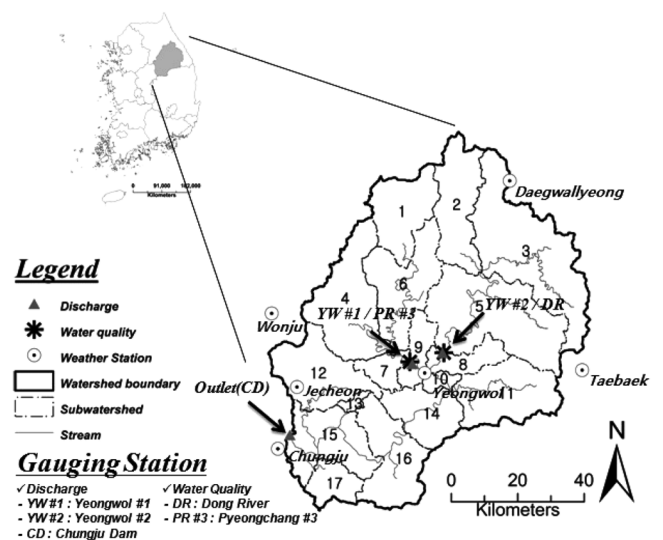 0 91,000 182,000
Kilometers
Daegwallyeong
1
2
3
4
6
5
YW #1 / PR #3
YW #2 / DR
Wonju
9
7
8
10
12
Taebaek
Outlet(CD)
Jecheon
Yeongwol
11
13
14
15
Chungju
16
17
N
0 20 40
Kilometers
Legend
Discharge
Water quality
Weather Station
Watershed boundary
Subwatershed
Stream
Gauging Station
✓Discharge ✓Water Quality
- YW #1 : Yeongwol #1 - DR : Dong River
- YW #2 : Yeongwol #2 - PR #3 : Pyeongchang #3
- CD : Chungju Dam